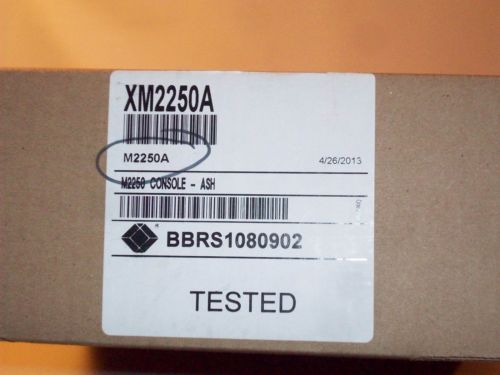 XM2250A
M2250A 4/26/2013
M2250 CONSOLE - ASH
BBRS1080902
TESTED